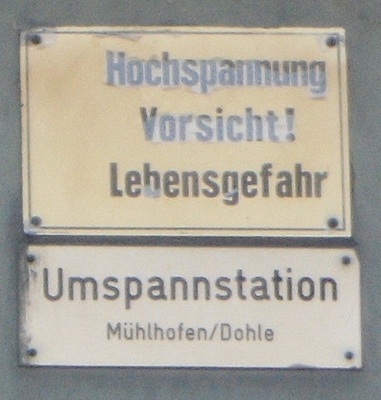 Hochspannung
Vorsicht!
Lebensgefahr
Umspannstation
Mühlhofen/Dohle